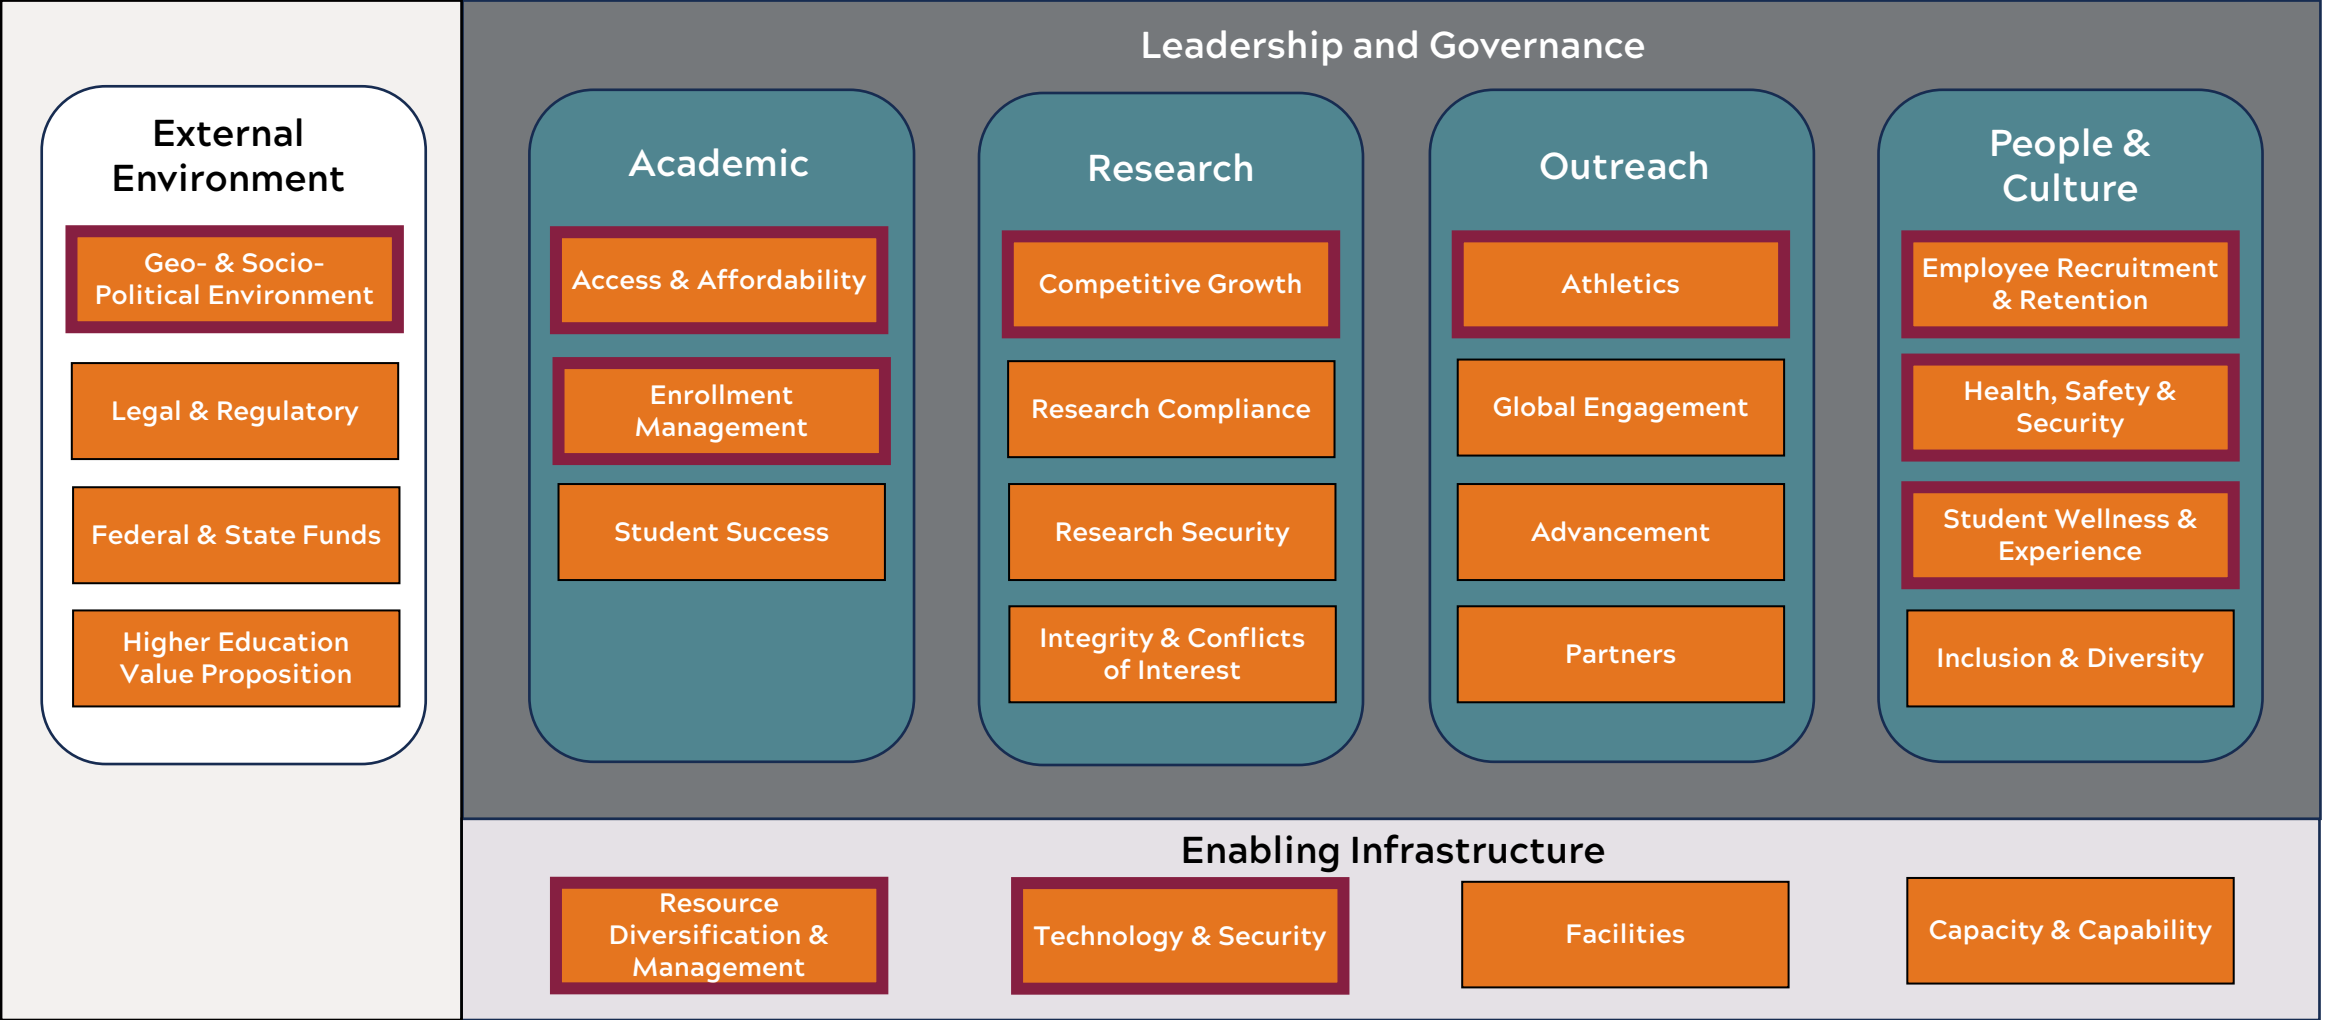 Leadership and Governance
External
Environment
Geo- & Socio-
Political Environment
Legal & Regulatory
Federal & State Funds
Higher Education
Value Proposition
Academic
Access & Affordability
Enrollment
Management
Student Success
Research
Competitive Growth
Research Compliance
Research Security
Integrity & Conflicts
of Interest
Outreach
Athletics
Global Engagement
Advancement
Partners
People &
Culture
Employee Recruitment
& Retention
Health, Safety &
Security
Student Wellness &
Experience
Inclusion & Diversity
Enabling Infrastructure
Resource
Diversification &
Management
Technology & Security
Facilities
Capacity & Capability